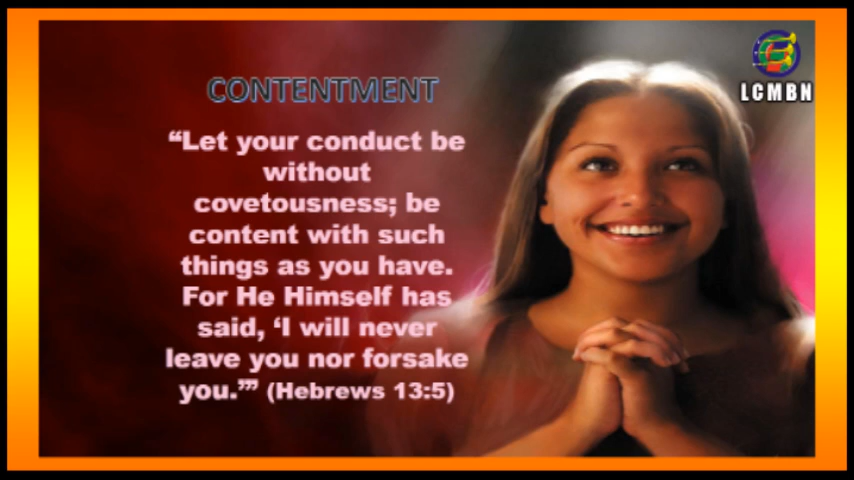 LCMBN
CONTENTMENT
“Let your conduct be
without
covetousness; be
content with such
things as you have.
For He Himself has
said, ‘I will never
leave you nor forsake
you.’” (Hebrews 13:5)